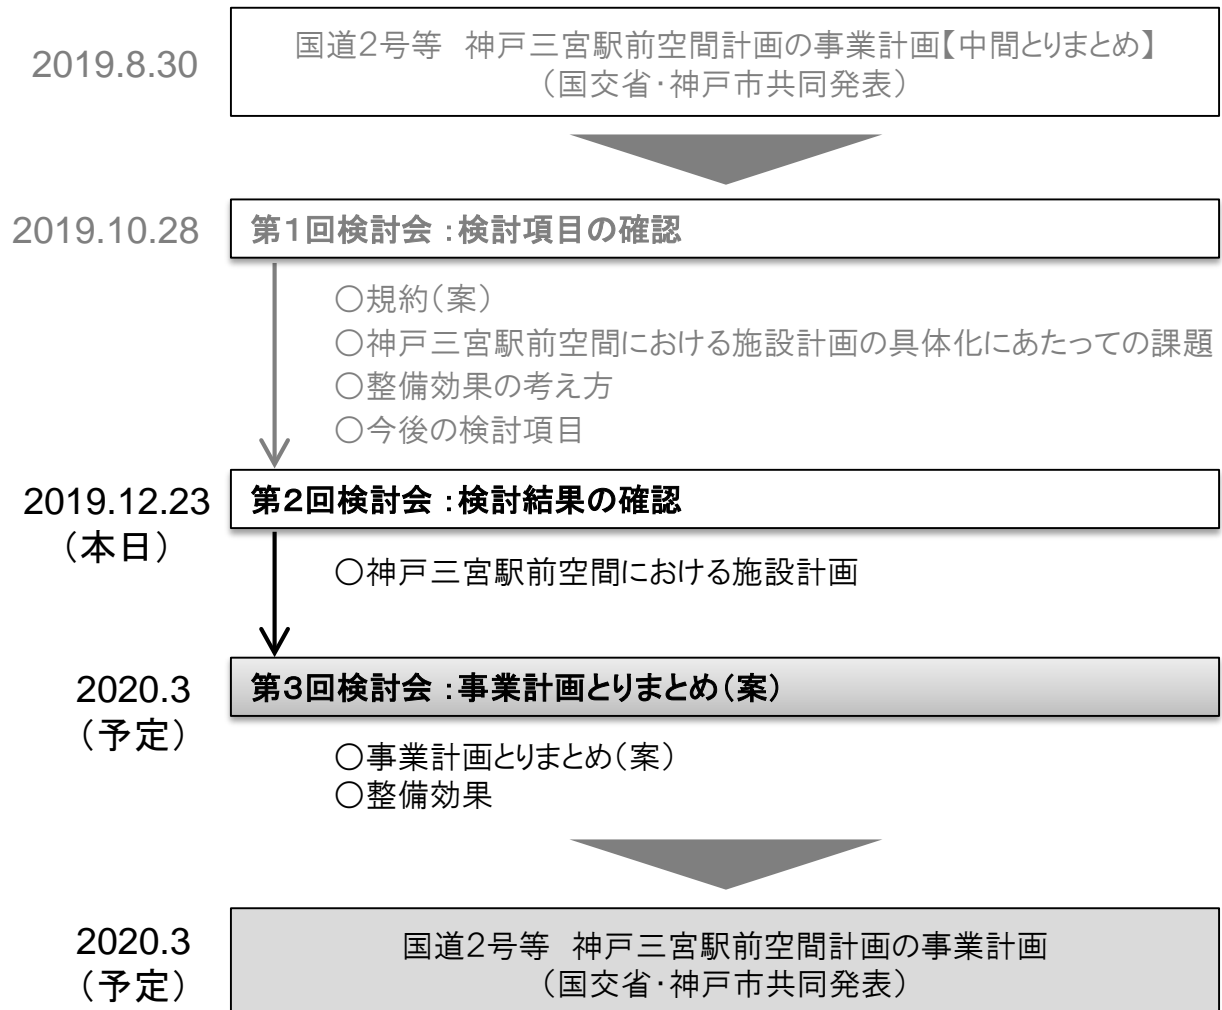 2019.8.30
国道2号等　神戸三宮駅前空間計画の事業計画【中間とりまとめ】
（国交省・神戸市共同発表）
2019.10.28
第1回検討会：検討項目の確認
○規約（案）
○神戸三宮駅前空間における施設計画の具体化にあたっての課題
○整備効果の考え方
○今後の検討項目
2019.12.23
（本日）
第2回検討会：検討結果の確認
○神戸三宮駅前空間における施設計画
2020.3
（予定）
第3回検討会：事業計画とりまとめ（案）
○事業計画とりまとめ（案）
○整備効果
2020.3
（予定）
国道2号等　神戸三宮駅前空間計画の事業計画
（国交省・神戸市共同発表）